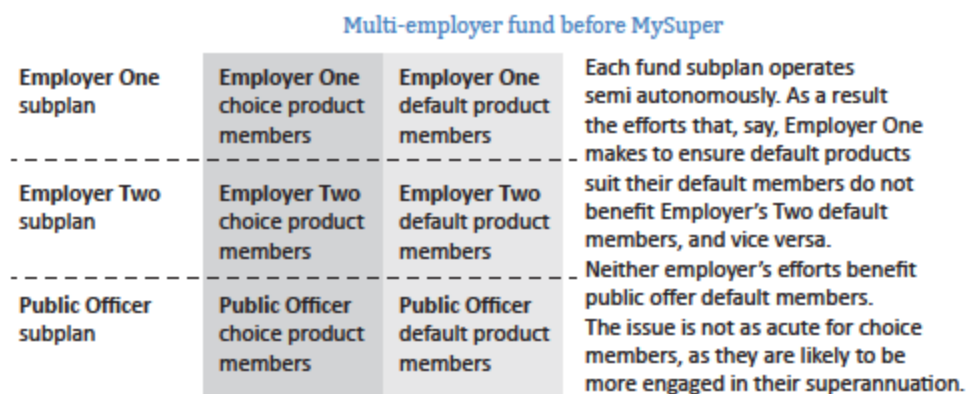 Multi-employer fund before MySuper
Employer One
subplan
Employer One
choice product
members
Employer One
default product
members
Employer Two
subplan
Employer Two
choice product
members
Employer Two
default product
members
Public Officer
subplan
Public Officer
choice product
members
Public Officer
default product
members
Each fund subplan operates
semi autonomously. As a result
the efforts that, say, Employer One
makes to ensure default products
suit their default members do not
benefit Employer's Two default
members, and vice versa.
Neither employer's efforts benefit
public offer default members.
The issue is not as acute for choice
members, as they are likely to be
more engaged in their superannuation.